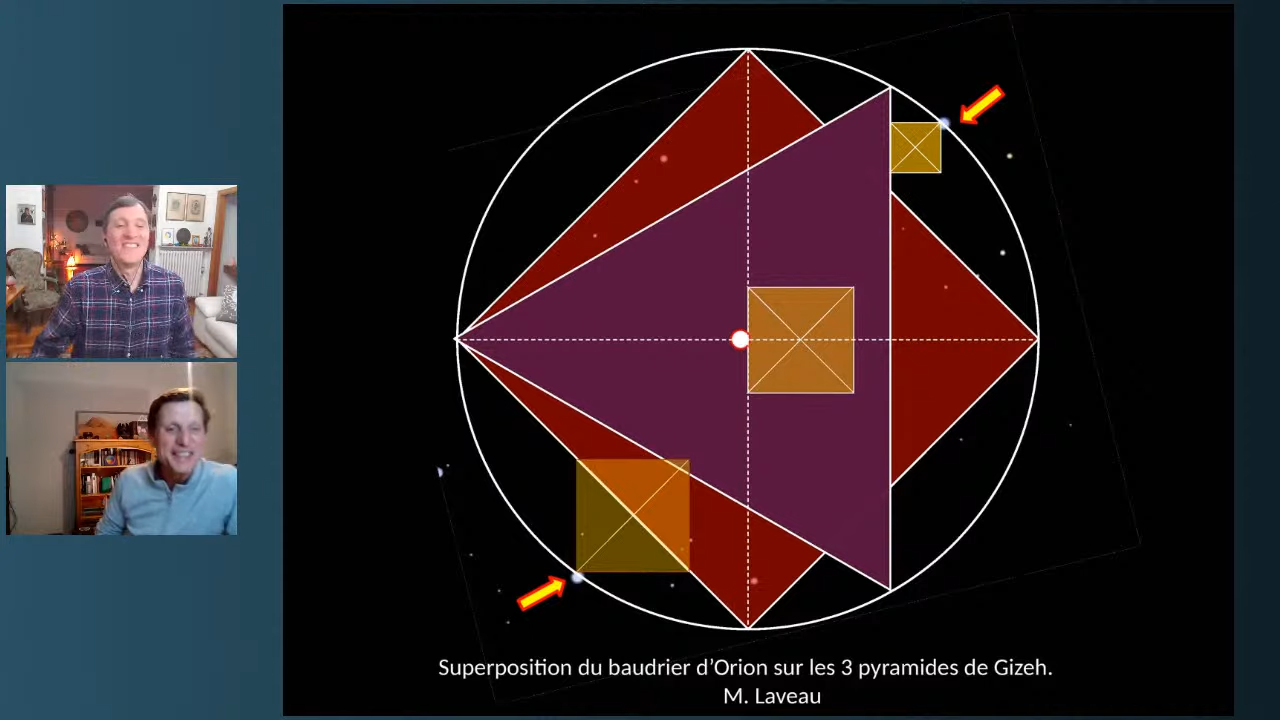 Superposition du baudrier d’Orion sur les 3 pyramides de Gizeh.
M. Laveau